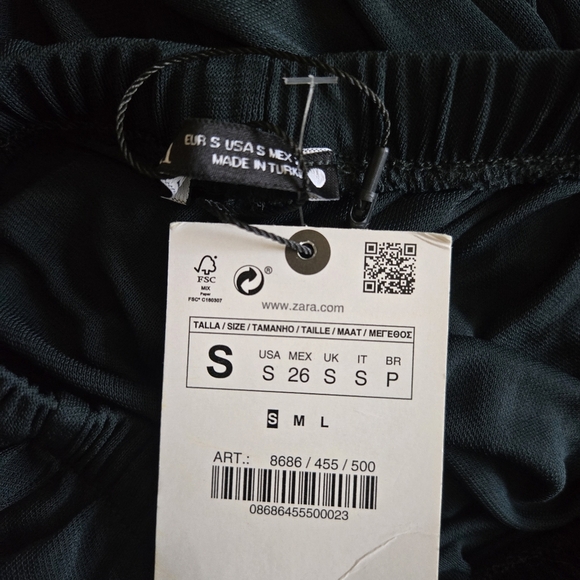 EUR S USA S MEX
MADE IN
FSC
MIX
Paper
FSC® C180307
®
www.zara.com
TALLA / SIZE / TAMANHO / TAILLE / MAAT / ΜΕΓΕΘΟΣ
S
USA MEX UK IT BR
S 26 S S P
S M L
ART.: 8686 / 455 / 500
08686455500023